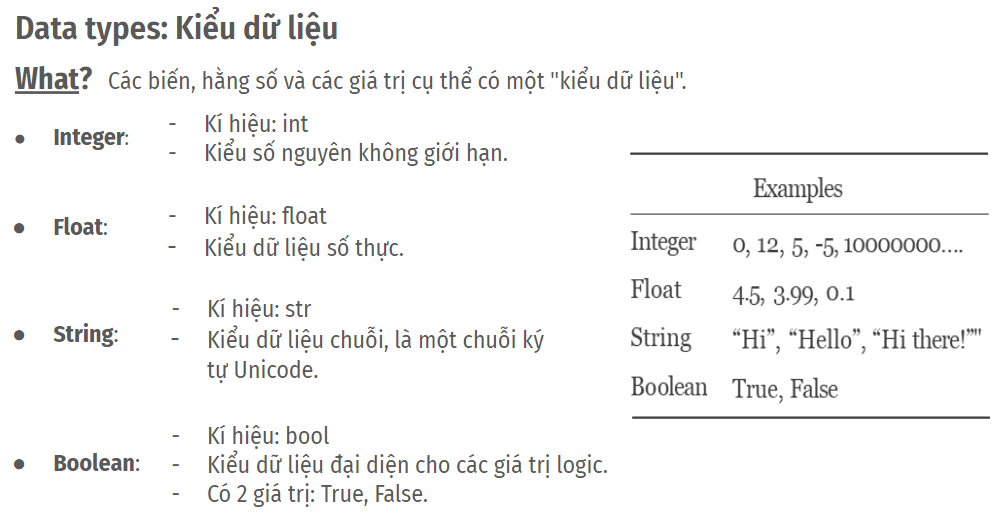 Data types: Kiểu dữ liệu
What? Các biến, hằng số và các giá trị cụ thể có một "kiểu dữ liệu".
● Integer:
- Kí hiệu: int
- Kiểu số nguyên không giới hạn.
● Float:
- Kí hiệu: float
- Kiểu dữ liệu số thực.
● String:
- Kí hiệu: str
- Kiểu dữ liệu chuỗi, là một chuỗi ký
tự Unicode.
● Boolean:
- Kí hiệu: bool
- Kiểu dữ liệu đại diện cho các giá trị logic.
- Có 2 giá trị: True, False.
Examples
Integer 0, 12, 5, -5, 10000000….
Float 4.5, 3.99, 0.1
String “Hi”, “Hello”, “Hi there!”"
Boolean True, False